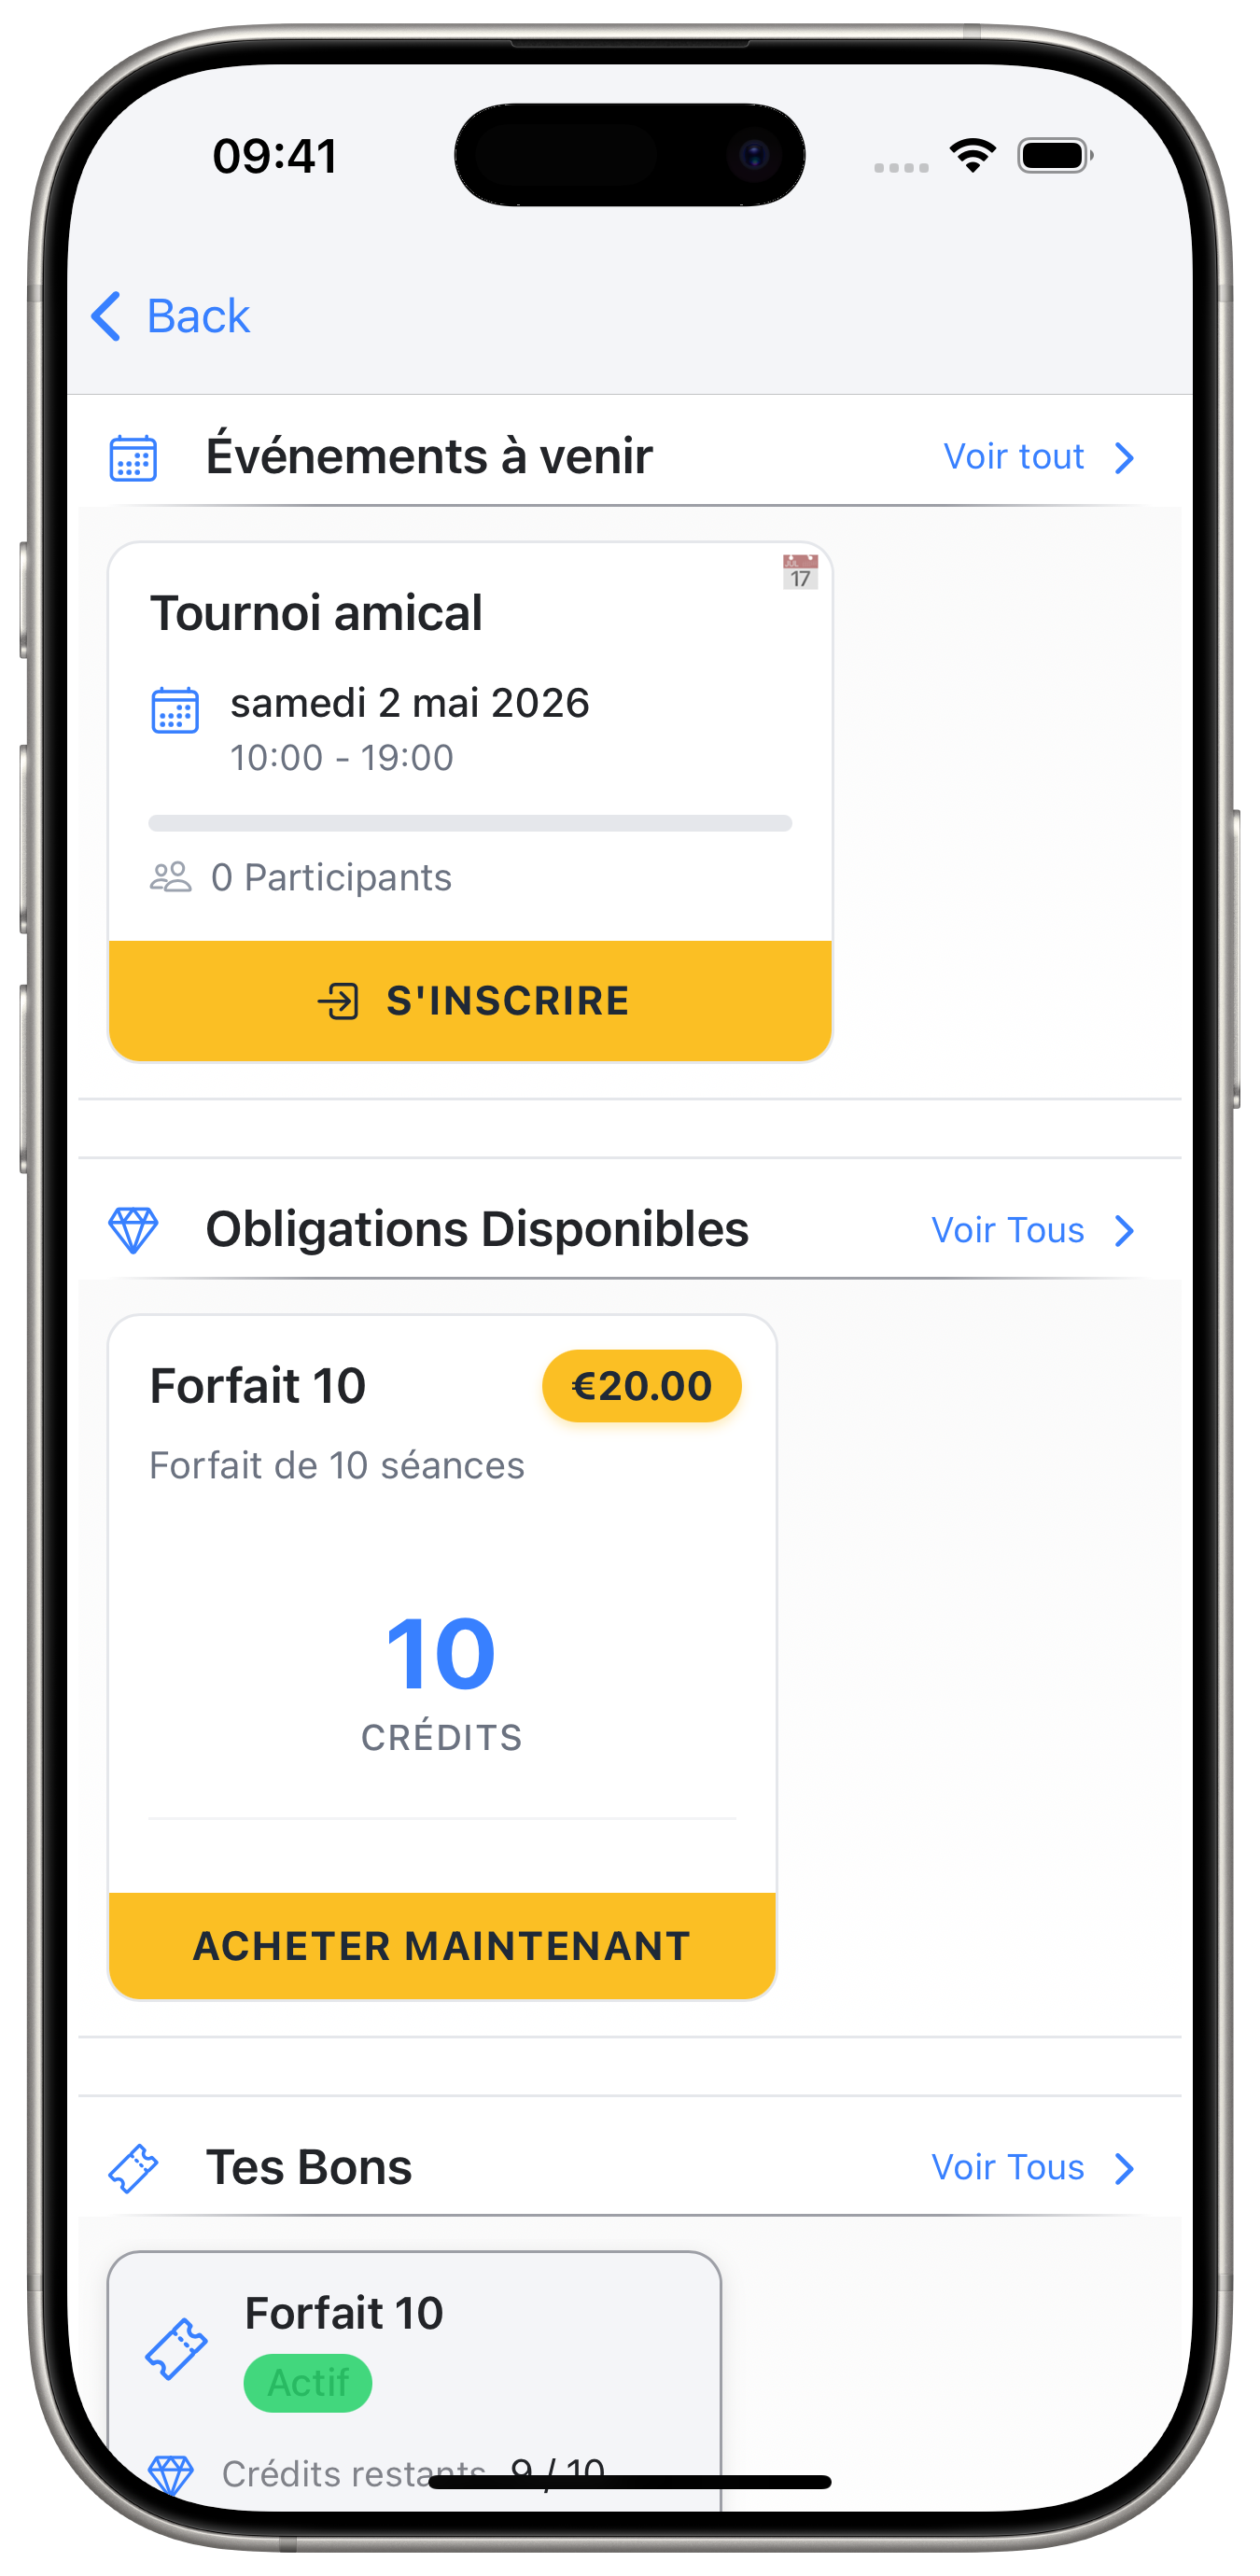 09:41
Back
Événements à venir
Voir tout
JUL
17
Tournoi amical
samedi 2 mai 2026
10:00 - 19:00
0 Participants
S'INSCRIRE
Obligations Disponibles
Voir Tous
Forfait 10
€20.00
Forfait de 10 séances
10
CRÉDITS
ACHETER MAINTENANT
Tes Bons
Voir Tous
Forfait 10
Actif
Crédits restants 9 / 10